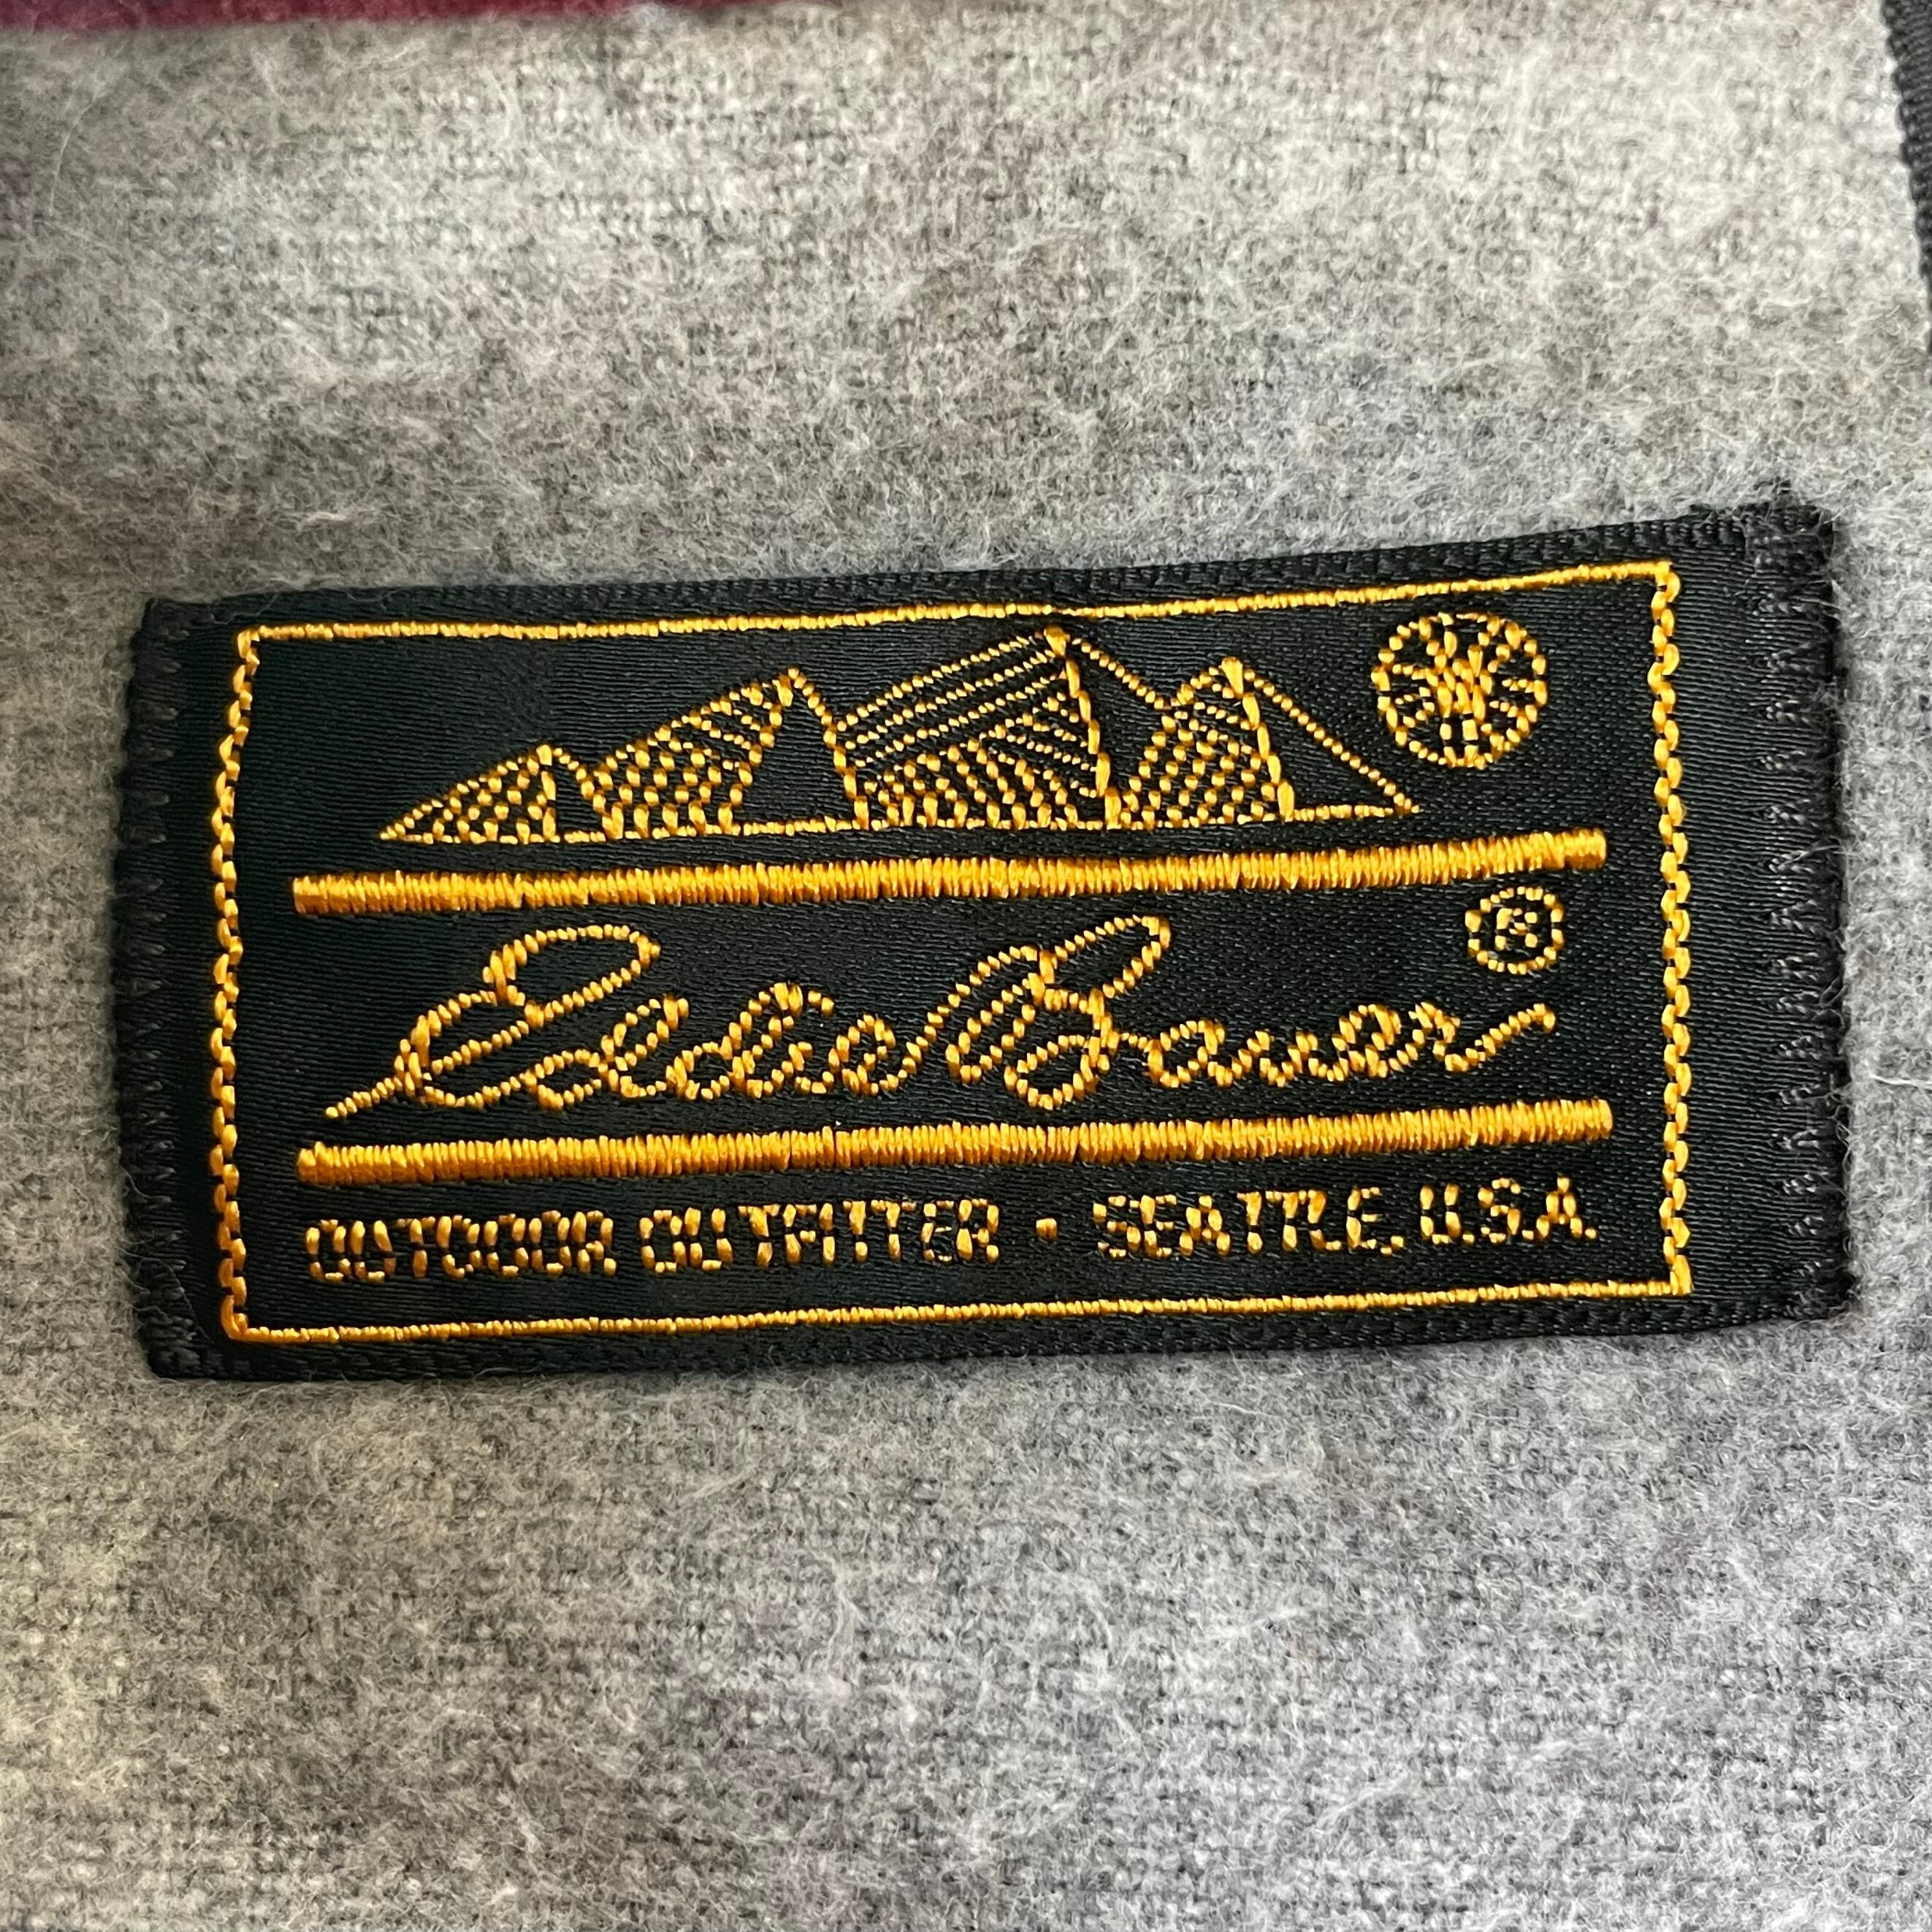 Eddie Bauer®
OUTDOOR OUTFITTER · SEATTLE, U.S.A.